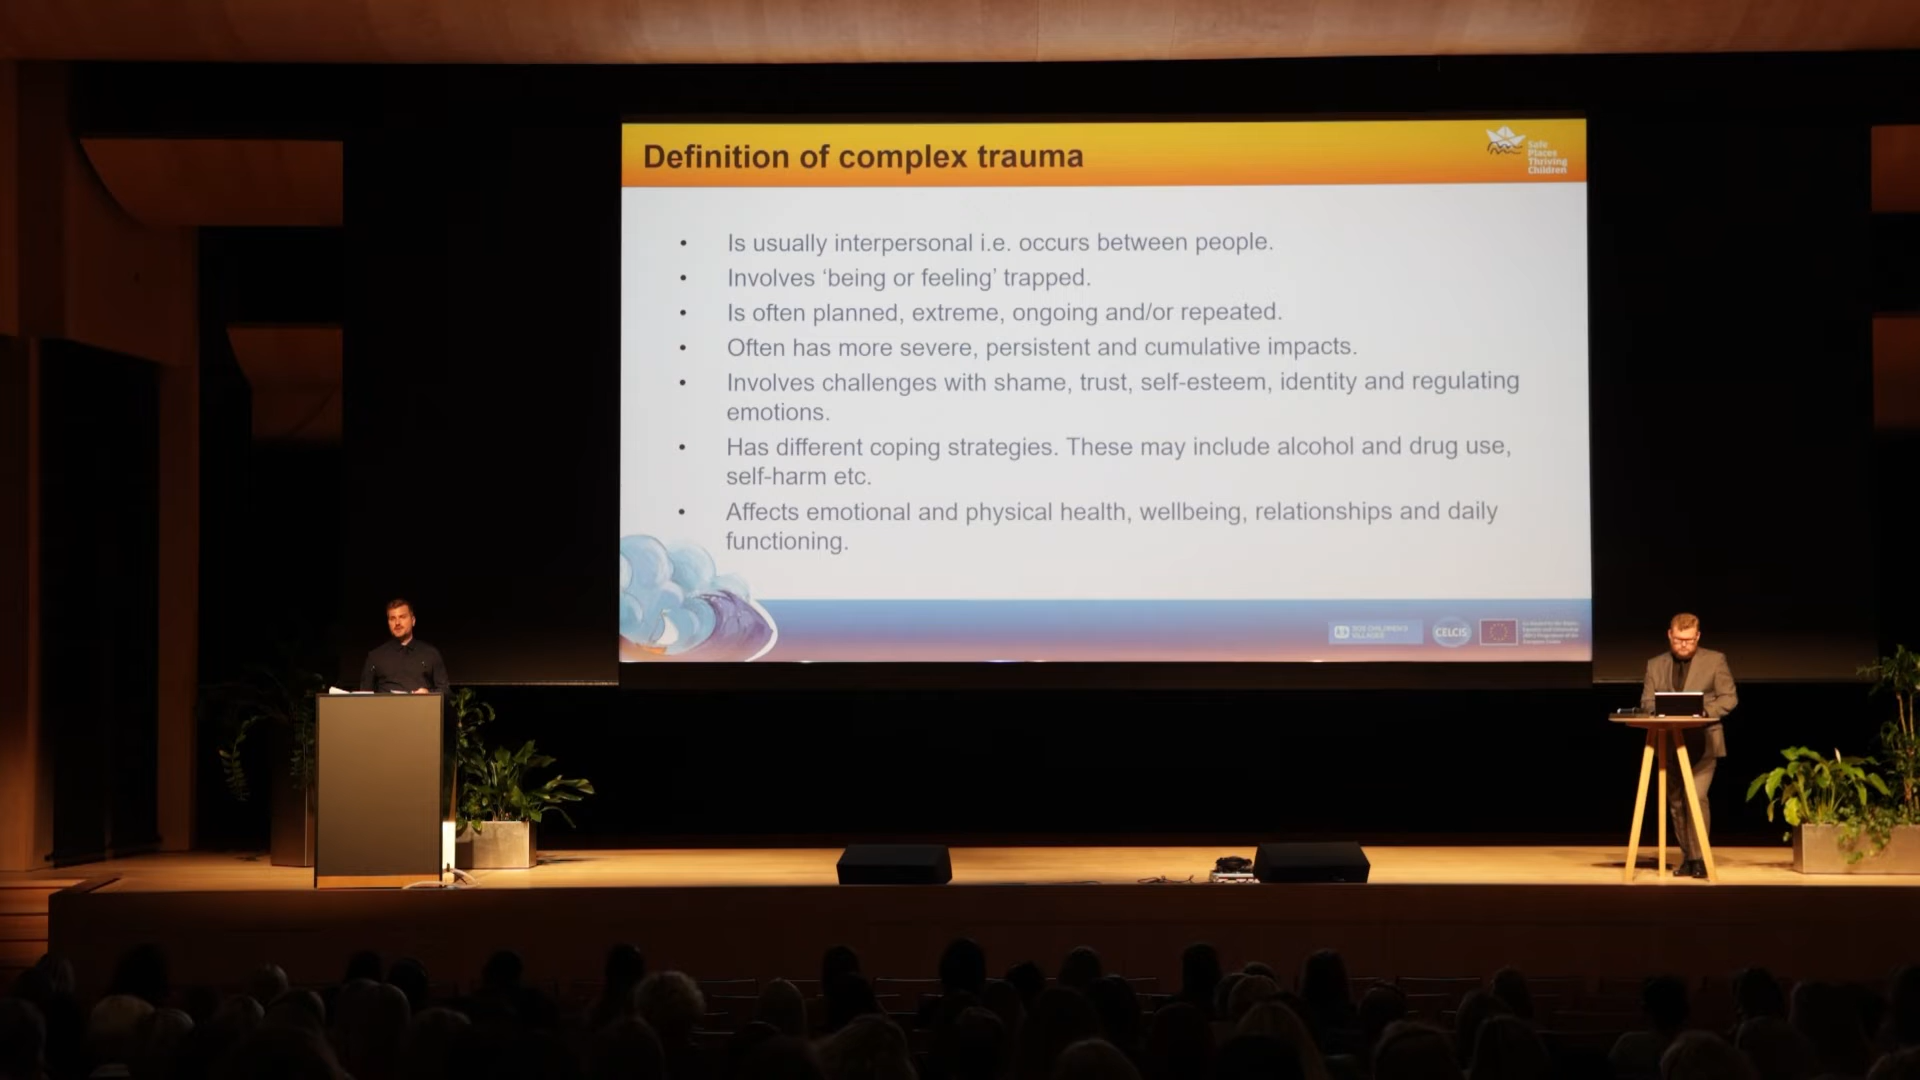 Definition of complex trauma
Safe
Places
Thriving
Children
• Is usually interpersonal i.e. occurs between people.
• Involves ‘being or feeling’ trapped.
• Is often planned, extreme, ongoing and/or repeated.
• Often has more severe, persistent and cumulative impacts.
• Involves challenges with shame, trust, self-esteem, identity and regulating
emotions.
• Has different coping strategies. These may include alcohol and drug use,
self-harm etc.
• Affects emotional and physical health, wellbeing, relationships and daily
functioning.
SOS CHILDREN'S
VILLAGES
CELCIS